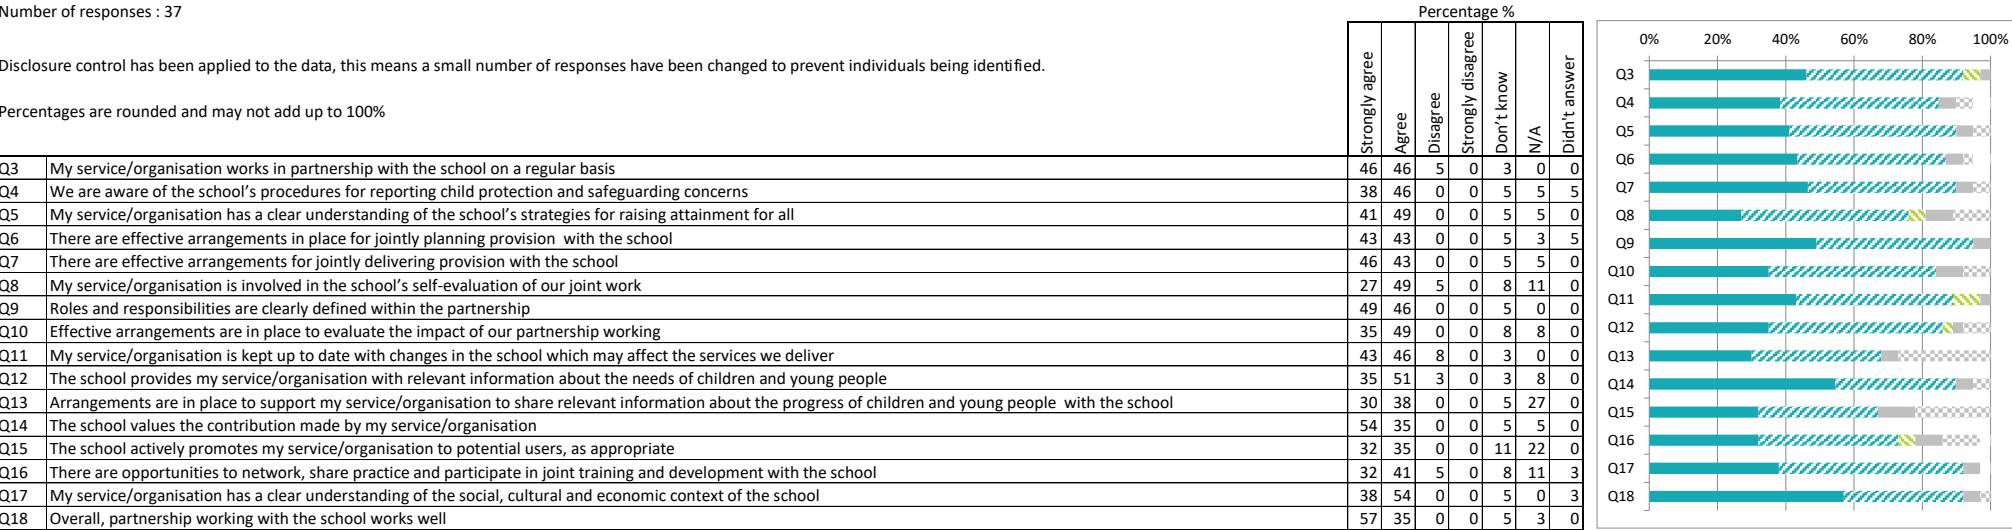 Number of responses : 37
Percentage %
Disclosure control has been applied to the data, this means a small number of responses have been changed to prevent individuals being identified.
Percentages are rounded and may not add up to 100%
Strongly agree
Agree
Disagree
Strongly disagree
Don't know
N/A
Didn't answer
Q3 My service/organisation works in partnership with the school on a regular basis 46 46 5 0 3 0 0
Q4 We are aware of the school's procedures for reporting child protection and safeguarding concerns 38 46 0 0 5 5 5
Q5 My service/organisation has a clear understanding of the school's strategies for raising attainment for all 41 49 0 0 5 5 0
Q6 There are effective arrangements in place for jointly planning provision with the school 43 43 0 0 5 3 5
Q7 There are effective arrangements for jointly delivering provision with the school 46 43 0 0 5 5 0
Q8 My service/organisation is involved in the school's self-evaluation of our joint work 27 49 5 0 8 11 0
Q9 Roles and responsibilities are clearly defined within the partnership 49 46 0 0 5 0 0
Q10 Effective arrangements are in place to evaluate the impact of our partnership working 35 49 0 0 8 8 0
Q11 My service/organisation is kept up to date with changes in the school which may affect the services we deliver 43 46 8 0 3 0 0
Q12 The school provides my service/organisation with relevant information about the needs of children and young people 35 51 3 0 3 8 0
Q13 Arrangements are in place to support my service/organisation to share relevant information about the progress of children and young people with the school 30 38 0 0 5 27 0
Q14 The school values the contribution made by my service/organisation 54 35 0 0 5 5 0
Q15 The school actively promotes my service/organisation to potential users, as appropriate 32 35 0 0 11 22 0
Q16 There are opportunities to network, share practice and participate in joint training and development with the school 32 41 5 0 8 11 3
Q17 My service/organisation has a clear understanding of the social, cultural and economic context of the school 38 54 0 0 5 0 3
Q18 Overall, partnership working with the school works well 57 35 0 0 5 3 0
0% 20% 40% 60% 80% 100%
Q3
Q4
Q5
Q6
Q7
Q8
Q9
Q10
Q11
Q12
Q13
Q14
Q15
Q16
Q17
Q18